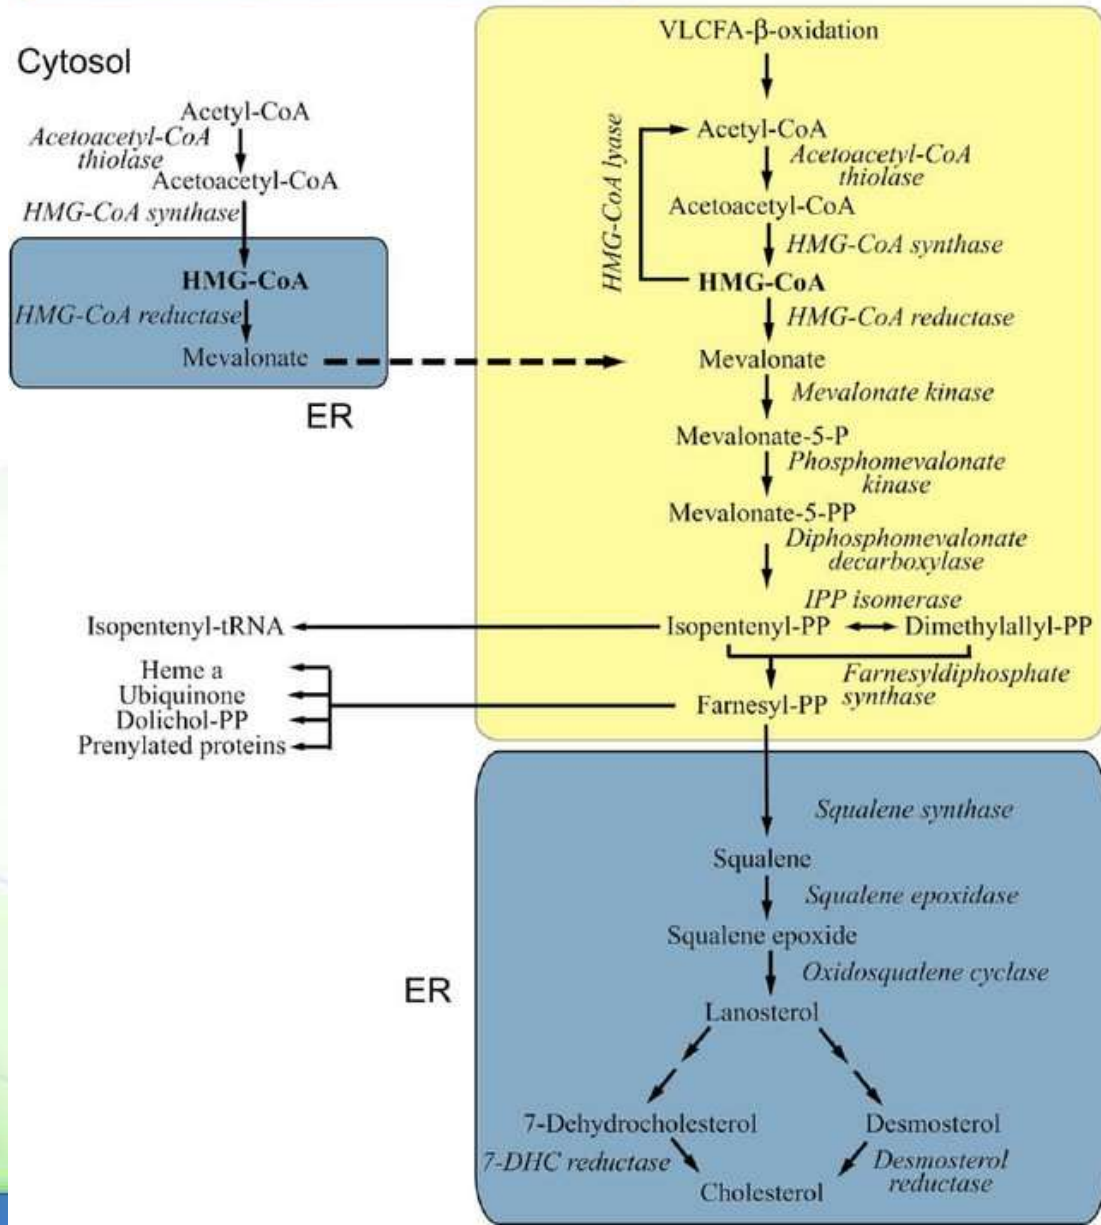 Cytosol
Acetyl-CoA
Acetoacetyl-CoA
thiolase
Acetoacetyl-CoA
HMG-CoA synthase
HMG-CoA
HMG-CoA reductase
Mevalonate
ER
VLCFA-β-oxidation
Acetyl-CoA
HMG-CoA lyase
Acetoacetyl-CoA
thiolase
Acetoacetyl-CoA
HMG-CoA synthase
HMG-CoA
HMG-CoA reductase
Mevalonate
Mevalonate kinase
Mevalonate-5-P
Phosphomevalonate
kinase
Mevalonate-5-PP
Diphosphomevalonate
decarboxylase
IPP isomerase
Isopentenyl-tRNA
Isopentenyl-PP
Dimethylallyl-PP
Farnesyldiphosphate
synthase
Farnesyl-PP
Heme a
Ubiquinone
Dolichol-PP
Prenylated proteins
Squalene synthase
Squalene
Squalene epoxidase
Squalene epoxide
Oxidosqualene cyclase
ER
Lanosterol
7-Dehydrocholesterol
Desmosterol
7-DHC reductase
Desmosterol
reductase
Cholesterol